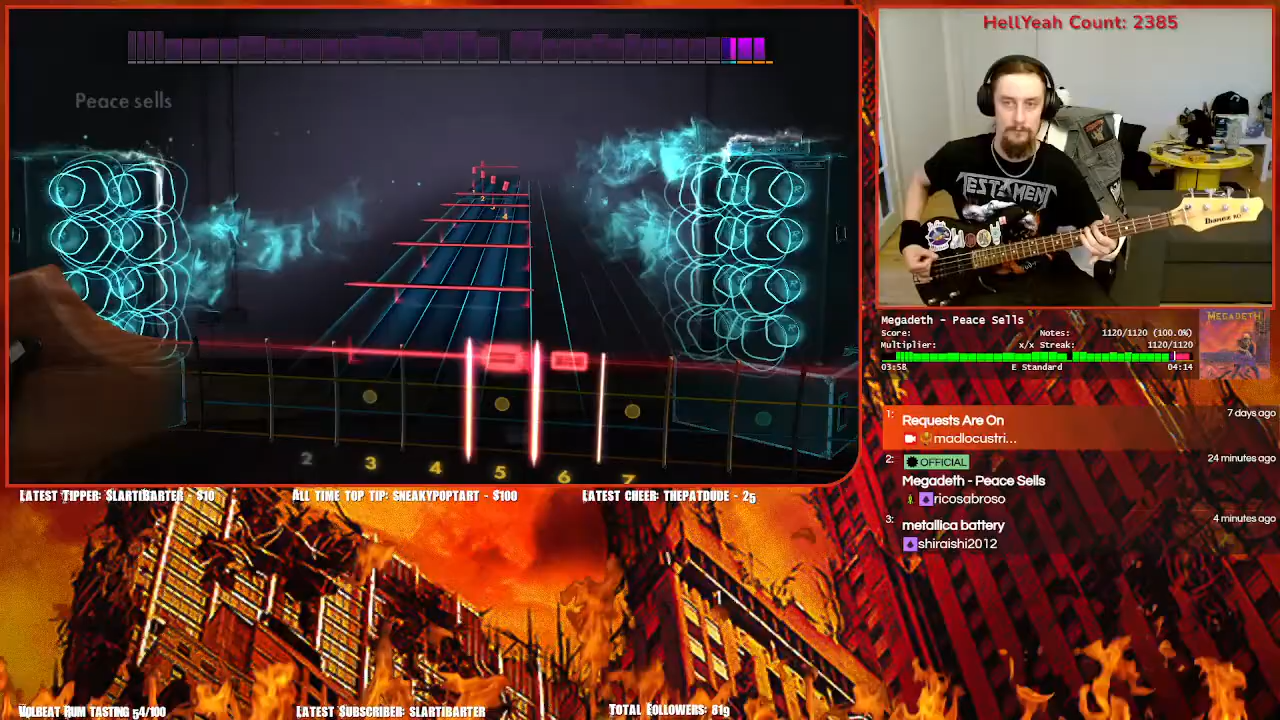 HellYeah Count: 2385
Peace sells
TESTAMENT
Ibanez
2 3 4 5 6 7
Megadeth - Peace Sells
Score: Notes: 1120/1120 (100.0%)
Multiplier: x/x Streak: 1120/1120
03:58 E Standard 04:14
MEGADETH
1: Requests Are On 7 days ago
madlocustri...
2: OFFICIAL 24 minutes ago
Megadeth - Peace Sells
ricosabroso
3: metallica battery 4 minutes ago
shiraishi2012
LATEST TIPPER: SLARTIBARTER - $10
ALL TIME TOP TIP: SNEAKYPOPTART - $100
LATEST CHEER: THEPATDUDE - 25
VOLBEAT RUM TASTING 54/100
LATEST SUBSCRIBER: SLARTIBARTER
TOTAL FOLLOWERS: 819